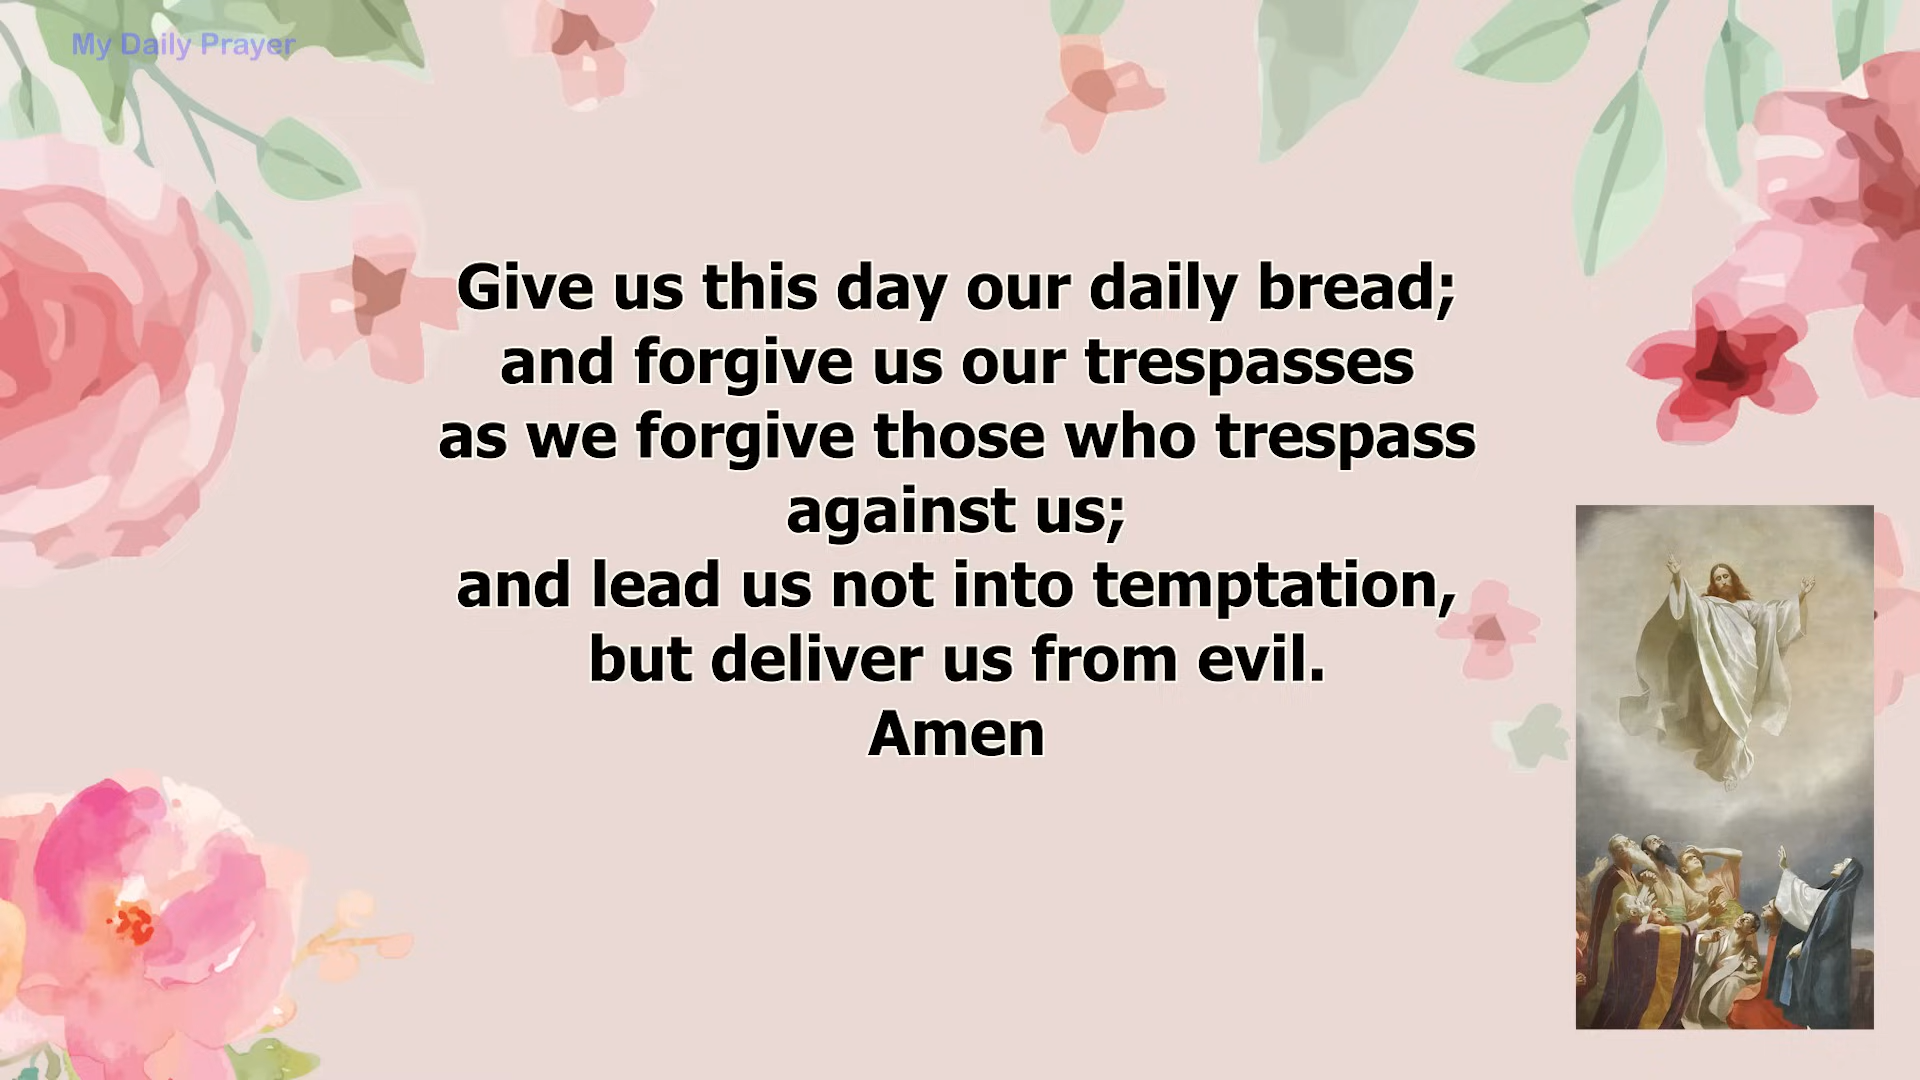 My Daily Prayer
Give us this day our daily bread;
and forgive us our trespasses
as we forgive those who trespass
against us;
and lead us not into temptation,
but deliver us from evil.
Amen